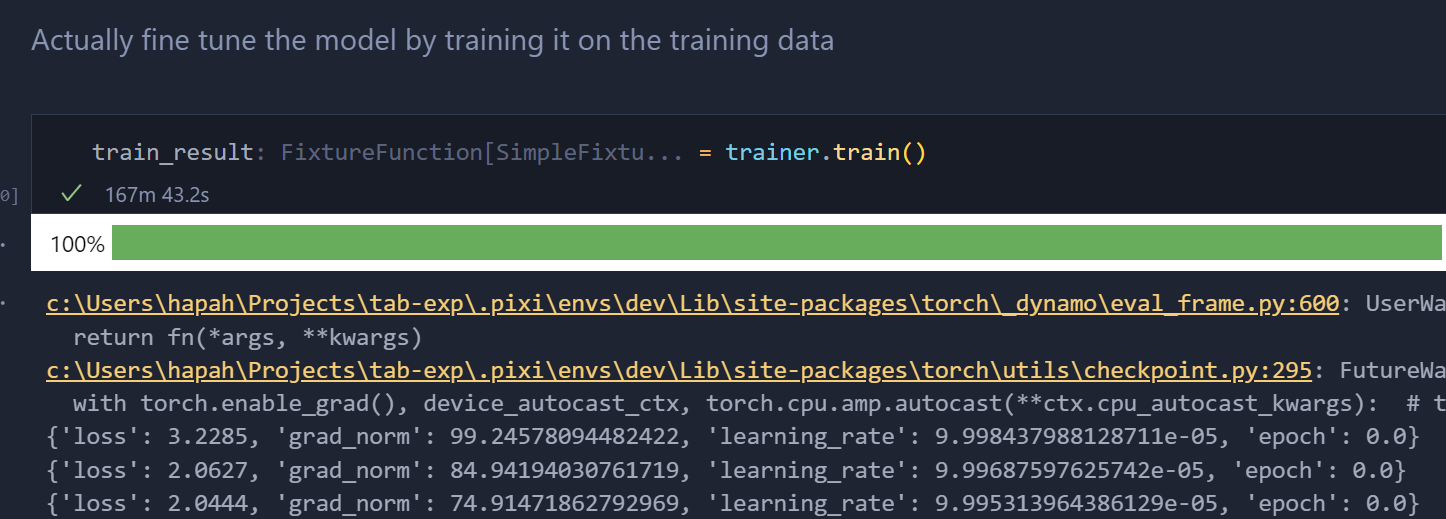 Actually fine tune the model by training it on the training data
train_result: FixtureFunction[SimpleFixtu... = trainer.train()
0]
167m 43.2s
100%
c:\Users\hapah\Projects\tab-exp\.pixi\envs\dev\Lib\site-packages\torch\_dynamo\eval_frame.py:600: UserWa
return fn(*args, **kwargs)
c:\Users\hapah\Projects\tab-exp\.pixi\envs\dev\Lib\site-packages\torch\utils\checkpoint.py:295: FutureWa
with torch.enable_grad(), device_autocast_ctx, torch.cpu.amp.autocast(**ctx.cpu_autocast_kwargs):  # t
{'loss': 3.2285, 'grad_norm': 99.24578094482422, 'learning_rate': 9.998437988128711e-05, 'epoch': 0.0}
{'loss': 2.0627, 'grad_norm': 84.94194030761719, 'learning_rate': 9.99687597625742e-05, 'epoch': 0.0}
{'loss': 2.0444, 'grad_norm': 74.91471862792969, 'learning_rate': 9.995313964386129e-05, 'epoch': 0.0}